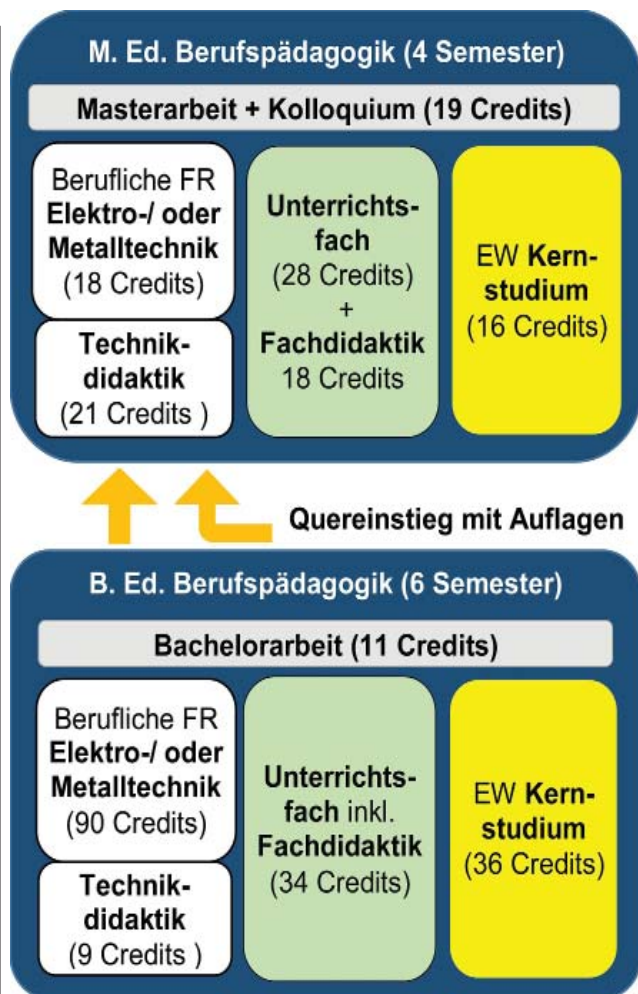 M. Ed. Berufspädagogik (4 Semester)
Masterarbeit + Kolloquium (19 Credits)
Berufliche FR
Elektro-/ oder
Metalltechnik
(18 Credits)
Technik-
didaktik
(21 Credits )
Unterrichts-
fach
(28 Credits)
+
Fachdidaktik
18 Credits
EW Kern-
studium
(16 Credits)
Quereinstieg mit Auflagen
B. Ed. Berufspädagogik (6 Semester)
Bachelorarbeit (11 Credits)
Berufliche FR
Elektro-/ oder
Metalltechnik
(90 Credits)
Technik-
didaktik
(9 Credits )
Unterrichts-
fach inkl.
Fachdidaktik
(34 Credits)
EW Kern-
studium
(36 Credits)